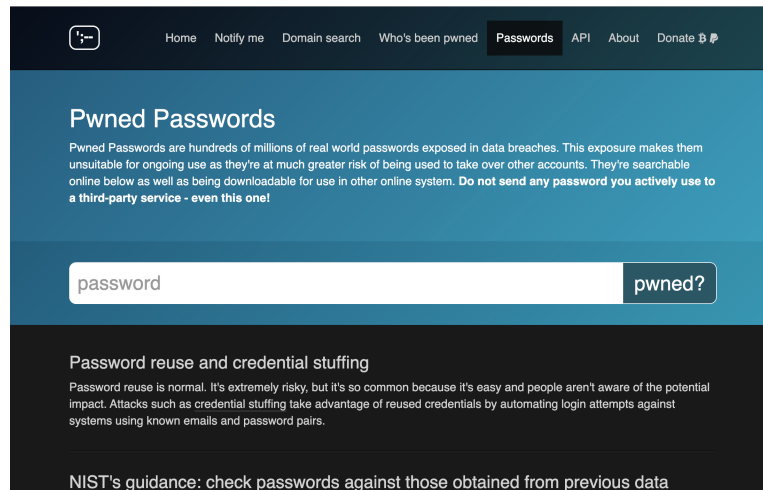 ';--
Home Notify me Domain search Who's been pwned Passwords API About Donate
Pwned Passwords
Pwned Passwords are hundreds of millions of real world passwords exposed in data breaches. This exposure makes them
unsuitable for ongoing use as they're at much greater risk of being used to take over other accounts. They're searchable
online below as well as being downloadable for use in other online system. Do not send any password you actively use to
a third-party service - even this one!
password pwned?
Password reuse and credential stuffing
Password reuse is normal. It's extremely risky, but it's so common because it's easy and people aren't aware of the potential
impact. Attacks such as credential stuffing take advantage of reused credentials by automating login attempts against
systems using known emails and password pairs.
NIST's guidance: check passwords against those obtained from previous data